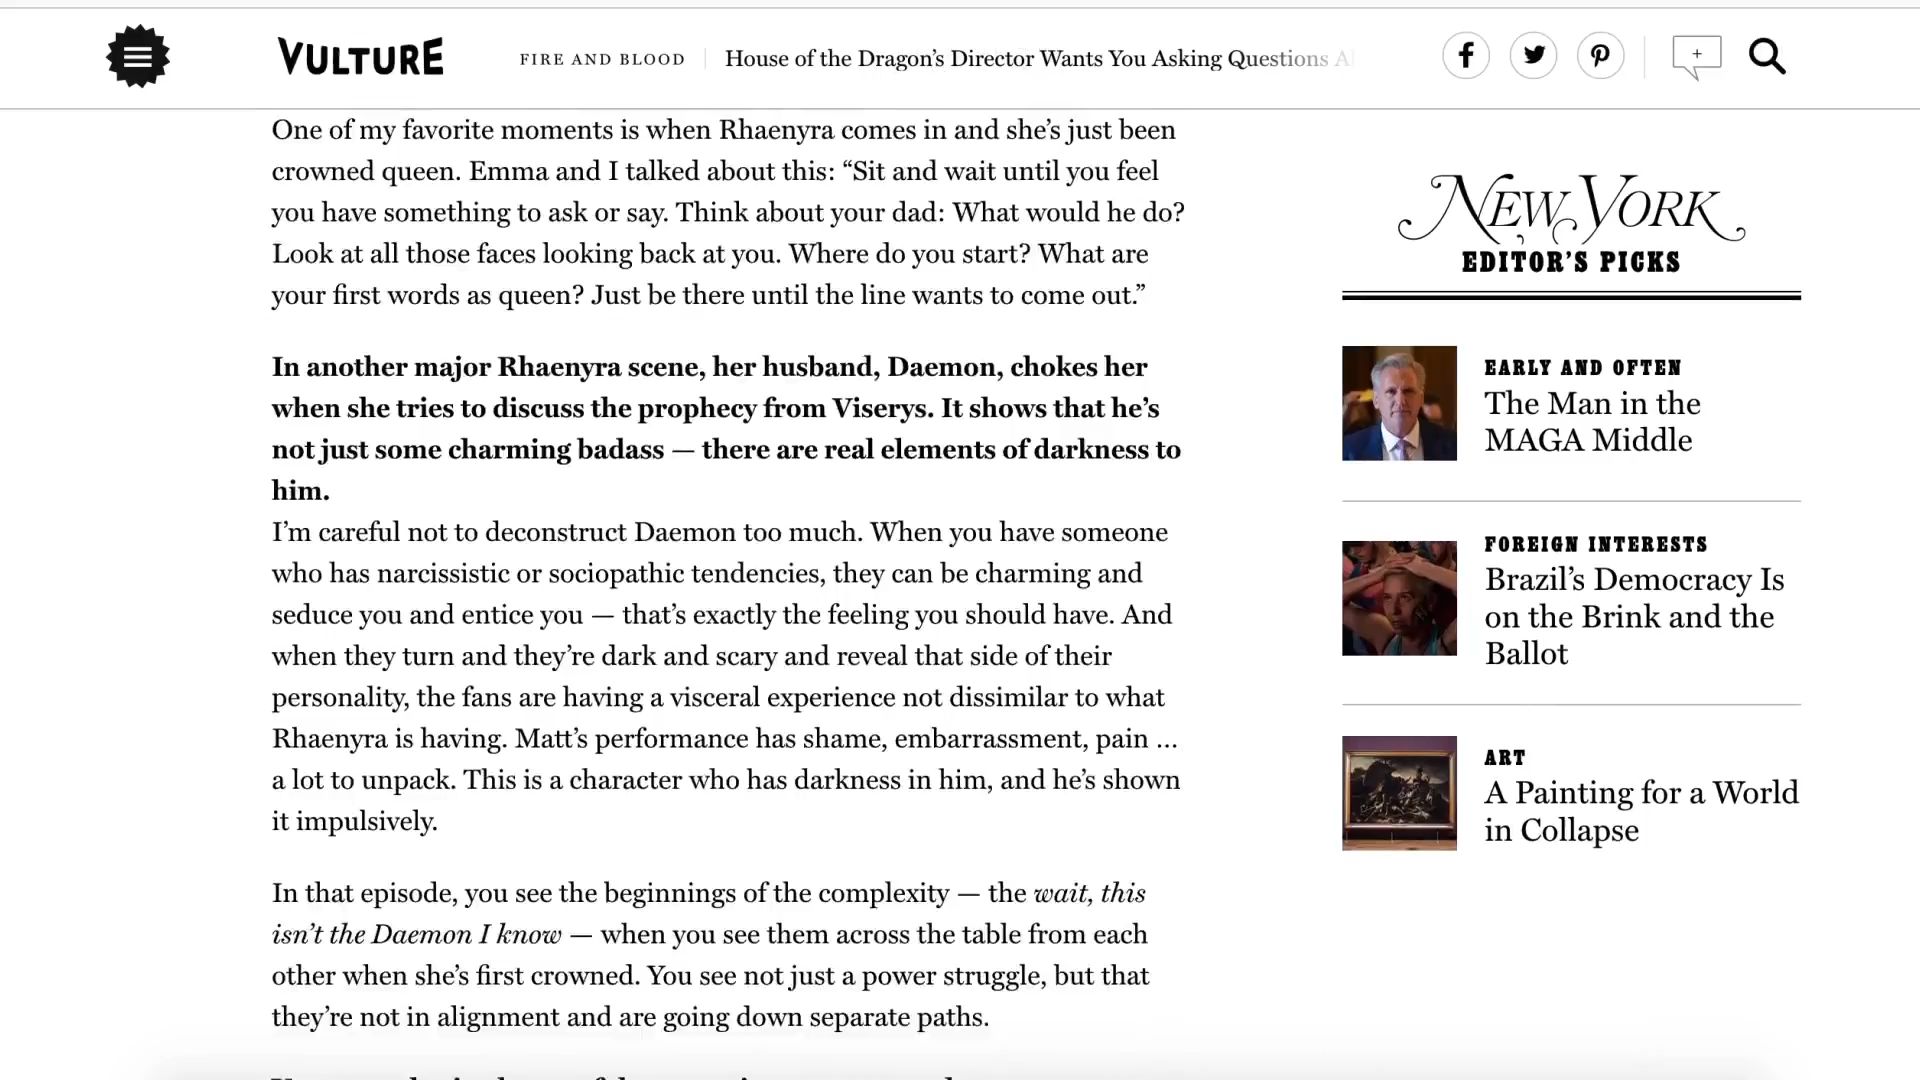 VULTURE
FIRE AND BLOOD
House of the Dragon’s Director Wants You Asking Questions A
One of my favorite moments is when Rhaenyra comes in and she’s just been
crowned queen. Emma and I talked about this: “Sit and wait until you feel
you have something to ask or say. Think about your dad: What would he do?
Look at all those faces looking back at you. Where do you start? What are
your first words as queen? Just be there until the line wants to come out.”
In another major Rhaenyra scene, her husband, Daemon, chokes her
when she tries to discuss the prophecy from Viserys. It shows that he’s
not just some charming badass — there are real elements of darkness to
him.
I’m careful not to deconstruct Daemon too much. When you have someone
who has narcissistic or sociopathic tendencies, they can be charming and
seduce you and entice you — that’s exactly the feeling you should have. And
when they turn and they’re dark and scary and reveal that side of their
personality, the fans are having a visceral experience not dissimilar to what
Rhaenyra is having. Matt’s performance has shame, embarrassment, pain …
a lot to unpack. This is a character who has darkness in him, and he’s shown
it impulsively.
In that episode, you see the beginnings of the complexity — the wait, this
isn’t the Daemon I know — when you see them across the table from each
other when she’s first crowned. You see not just a power struggle, but that
they’re not in alignment and are going down separate paths.
NEW YORK
EDITOR’S PICKS
EARLY AND OFTEN
The Man in the
MAGA Middle
FOREIGN INTERESTS
Brazil’s Democracy Is
on the Brink and the
Ballot
ART
A Painting for a World
in Collapse